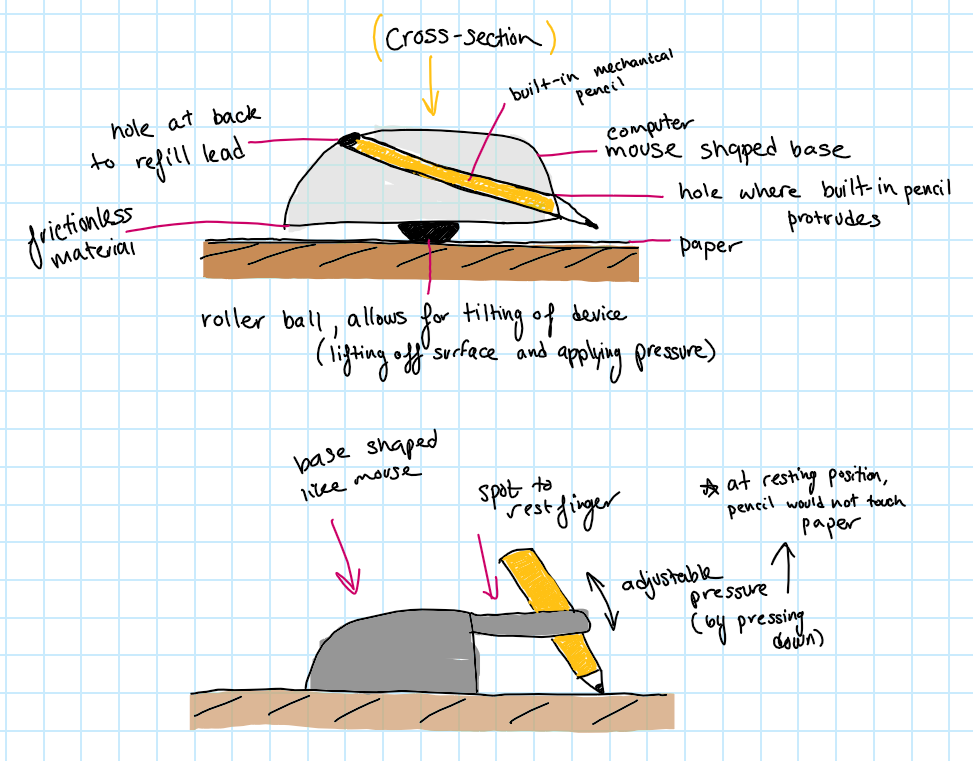 (Cross-section)
built-in mechanical
pencil
hole at back
to refill lead
computer
mouse shaped base
hole where built-in pencil
protrudes
frictionless
material
paper
roller ball, allows for tilting of device
(lifting off surface and applying pressure)
base shaped
like mouse
spot to
rest finger
☆ at resting position,
pencil would not touch
paper
adjustable
pressure
(by pressing
down)